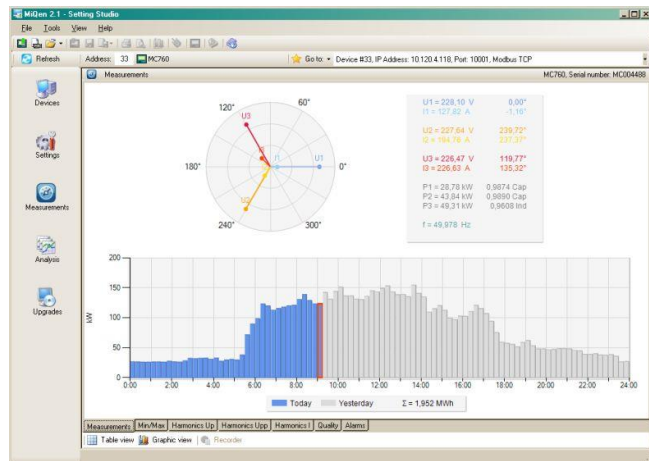 MiQen 2.1 - Setting Studio
File Tools View Help
Refresh Address: 33 MC760 Go to: Device #33, IP Address: 10.120.4.118, Port: 10001, Modbus TCP
Measurements MC760, Serial number: MC004488
Devices
Settings
Measurements
Analysis
Upgrades
120° 60°
U3
I3
I1 U1
180° 0°
I2
U2
240° 300°
U1 = 228,10 V 0,00°
I1 = 127,82 A -1,16°
U2 = 227,64 V 239,72°
I2 = 194,78 A 237,37°
U3 = 226,47 V 119,77°
I3 = 226,63 A 135,32°
P1 = 28,78 kW 0,9874 Cap
P2 = 43,84 kW 0,9890 Cap
P3 = 49,31 kW 0,9608 Ind
f = 49,978 Hz
200
150
100
50
0
kW
0:00 2:00 4:00 6:00 8:00 10:00 12:00 14:00 16:00 18:00 20:00 22:00 24:00
Today Yesterday Σ = 1,952 MWh
Measurements Min/Max Harmonics Up Harmonics Upp Harmonics I Quality Alarms
Table view Graphic view Recorder